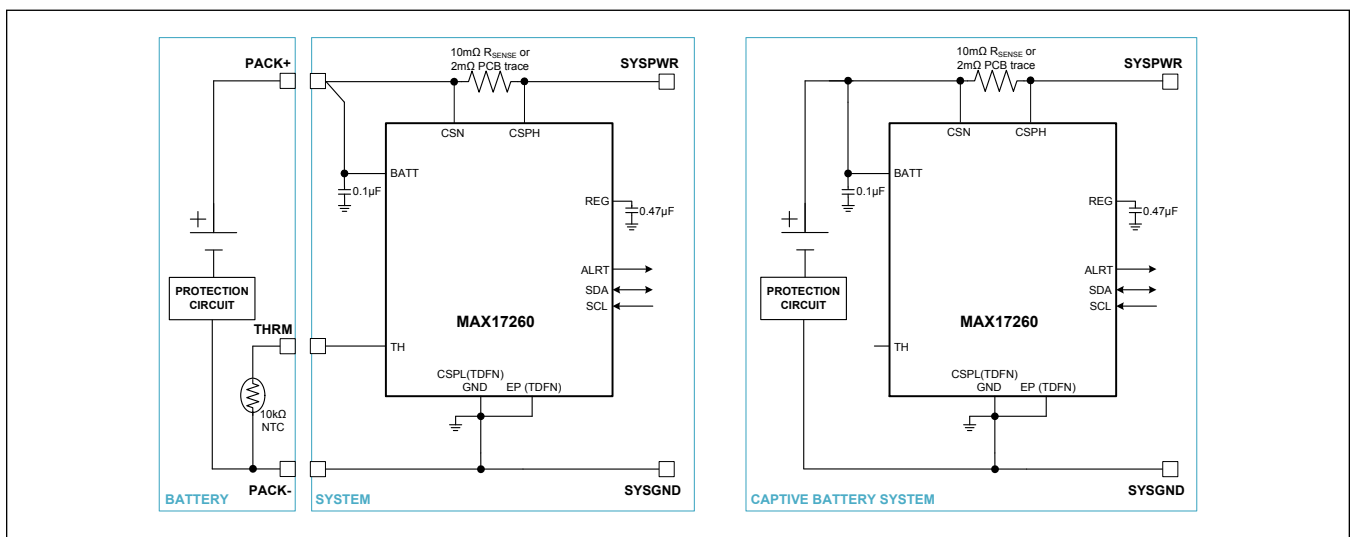 10mΩ RSENSE or
2mΩ PCB trace
PACK+
SYSPWR
CSN
CSPH
BATT
0.1µF
REG
0.47µF
+
PROTECTION
CIRCUIT
ALRT
SDA
SCL
MAX17260
THRM
TH
CSPL(TDFN)
GND
EP (TDFN)
10kΩ
NTC
BATTERY
PACK-
SYSTEM
SYSGND
10mΩ RSENSE or
2mΩ PCB trace
SYSPWR
CSN
CSPH
BATT
0.1µF
REG
0.47µF
+
PROTECTION
CIRCUIT
ALRT
SDA
SCL
MAX17260
TH
CSPL(TDFN)
GND
EP (TDFN)
CAPTIVE BATTERY SYSTEM
SYSGND